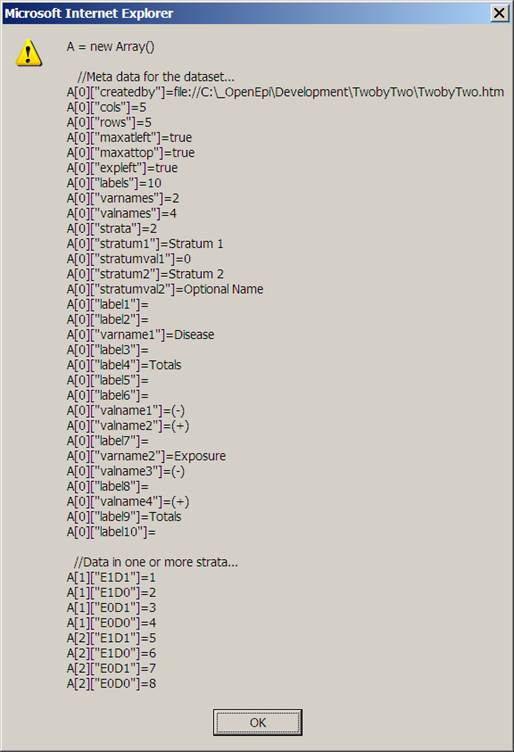 Microsoft Internet Explorer
A = new Array()
//Meta data for the dataset...
A[0]["createdby"]=file://C:\_OpenEpi\Development\TwobyTwo\TwobyTwo.htm
A[0]["cols"]=5
A[0]["rows"]=5
A[0]["maxatleft"]=true
A[0]["maxattop"]=true
A[0]["expleft"]=true
A[0]["labels"]=10
A[0]["varnames"]=2
A[0]["valnames"]=4
A[0]["strata"]=2
A[0]["stratum1"]=Stratum 1
A[0]["stratumval1"]=0
A[0]["stratum2"]=Stratum 2
A[0]["stratumval2"]=Optional Name
A[0]["label1"]=
A[0]["label2"]=
A[0]["varname1"]=Disease
A[0]["label3"]=
A[0]["label4"]=Totals
A[0]["label5"]=
A[0]["label6"]=
A[0]["valname1"]=(-)
A[0]["valname2"]=(+)
A[0]["label7"]=
A[0]["varname2"]=Exposure
A[0]["valname3"]=(-)
A[0]["label8"]=
A[0]["valname4"]=(+)
A[0]["label9"]=Totals
A[0]["label10"]=
//Data in one or more strata...
A[1]["E1D1"]=1
A[1]["E1D0"]=2
A[1]["E0D1"]=3
A[1]["E0D0"]=4
A[2]["E1D1"]=5
A[2]["E1D0"]=6
A[2]["E0D1"]=7
A[2]["E0D0"]=8
OK